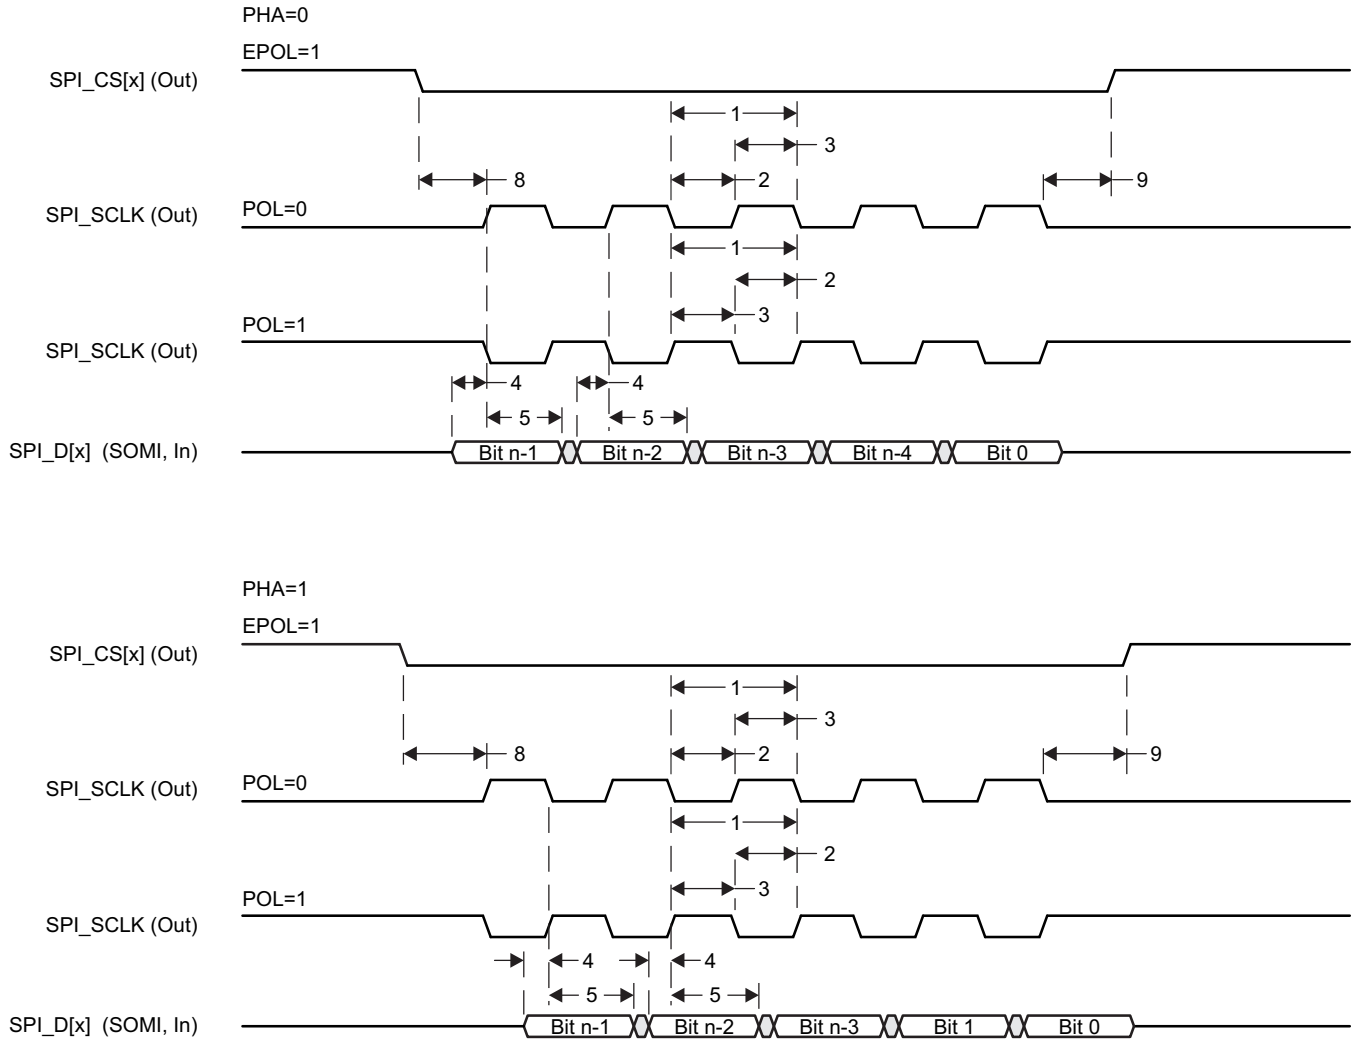 PHA=0
EPOL=1
SPI_CS[x] (Out)
1
3
8
2
9
SPI_SCLK (Out)
POL=0
1
2
3
POL=1
SPI_SCLK (Out)
4
4
5
5
SPI_D[x] (SOMI, In)
Bit n-1
Bit n-2
Bit n-3
Bit n-4
Bit 0
PHA=1
EPOL=1
SPI_CS[x] (Out)
1
3
8
2
9
SPI_SCLK (Out)
POL=0
1
2
3
POL=1
SPI_SCLK (Out)
4
4
5
5
SPI_D[x] (SOMI, In)
Bit n-1
Bit n-2
Bit n-3
Bit 1
Bit 0